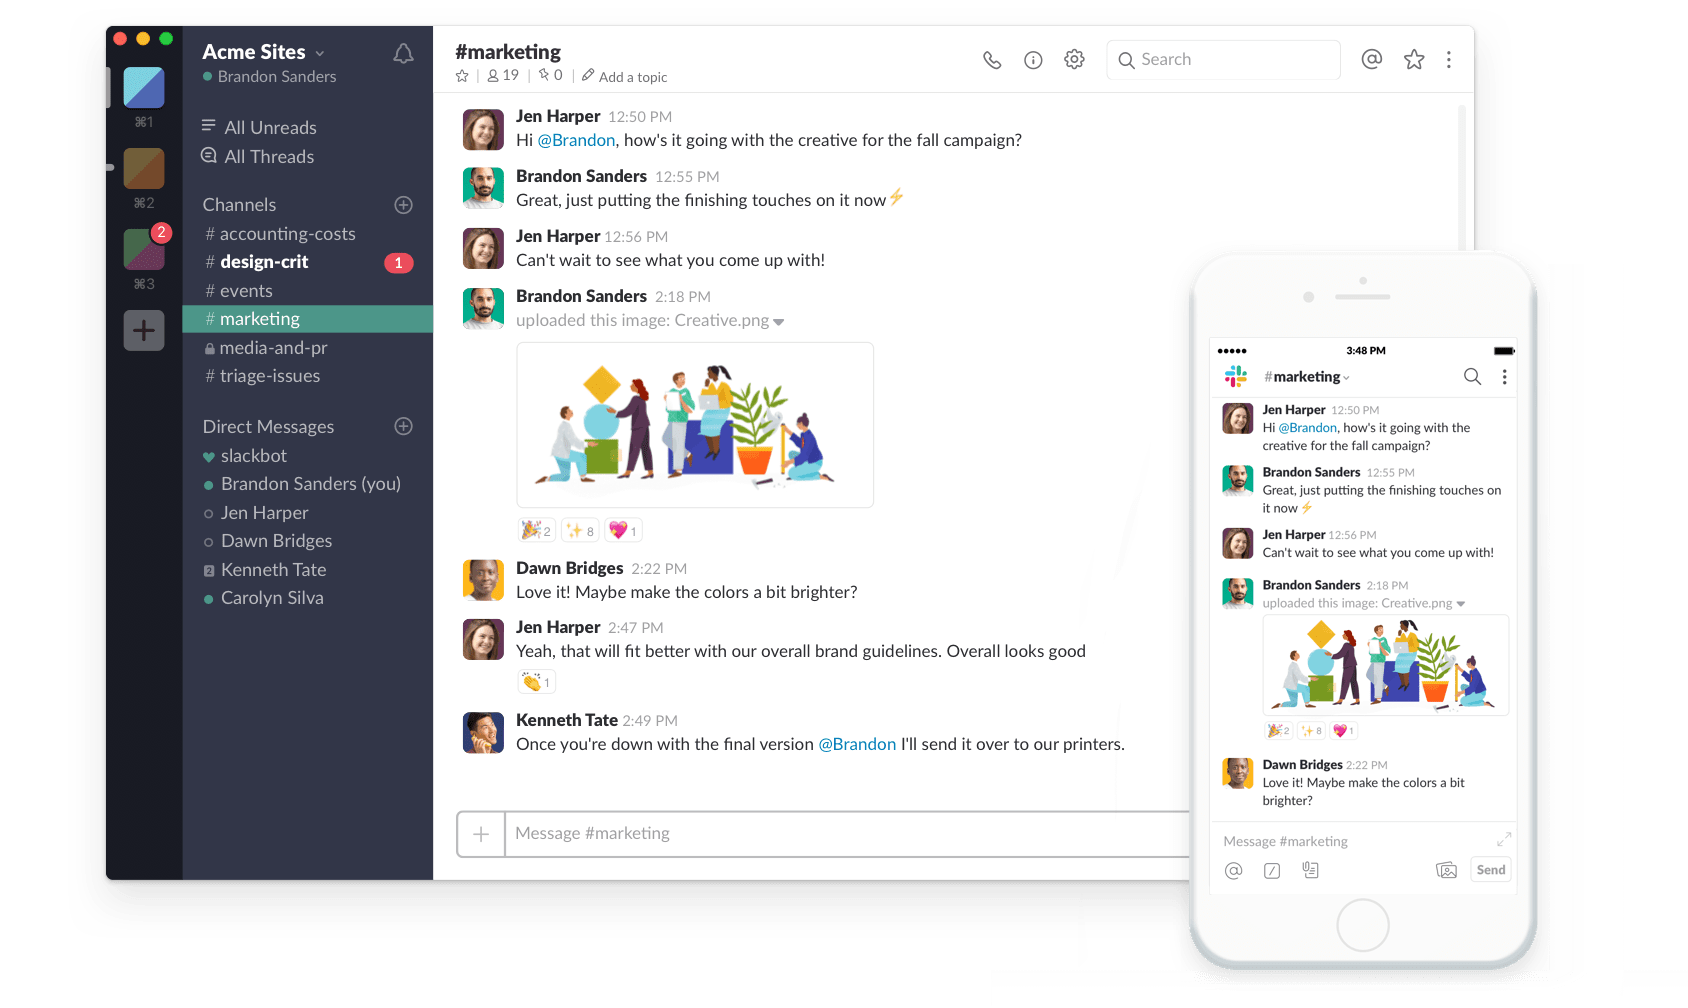 ⌘1
⌘2
2
⌘3
Acme Sites
Brandon Sanders
All Unreads
All Threads
Channels
# accounting-costs
# design-crit 1
# events
# marketing
media-and-pr
# triage-issues
Direct Messages
slackbot
Brandon Sanders (you)
Jen Harper
Dawn Bridges
2 Kenneth Tate
Carolyn Silva
#marketing
19 | 0 | Add a topic
Search
Jen Harper 12:50 PM
Hi @Brandon, how's it going with the creative for the fall campaign?
Brandon Sanders 12:55 PM
Great, just putting the finishing touches on it now⚡
Jen Harper 12:56 PM
Can't wait to see what you come up with!
Brandon Sanders 2:18 PM
uploaded this image: Creative.png
🎉 2 ✨ 8 💖 1
Dawn Bridges 2:22 PM
Love it! Maybe make the colors a bit brighter?
Jen Harper 2:47 PM
Yeah, that will fit better with our overall brand guidelines. Overall looks good
👏 1
Kenneth Tate 2:49 PM
Once you're down with the final version @Brandon I'll send it over to our printers.
Message #marketing
3:48 PM
#marketing
Jen Harper 12:50 PM
Hi @Brandon, how's it going with the
creative for the fall campaign?
Brandon Sanders 12:55 PM
Great, just putting the finishing touches on
it now ⚡
Jen Harper 12:56 PM
Can't wait to see what you come up with!
Brandon Sanders 2:18 PM
uploaded this image: Creative.png
🎉 2 ✨ 8 💖 1
Dawn Bridges 2:22 PM
Love it! Maybe make the colors a bit
brighter?
Message #marketing
Send